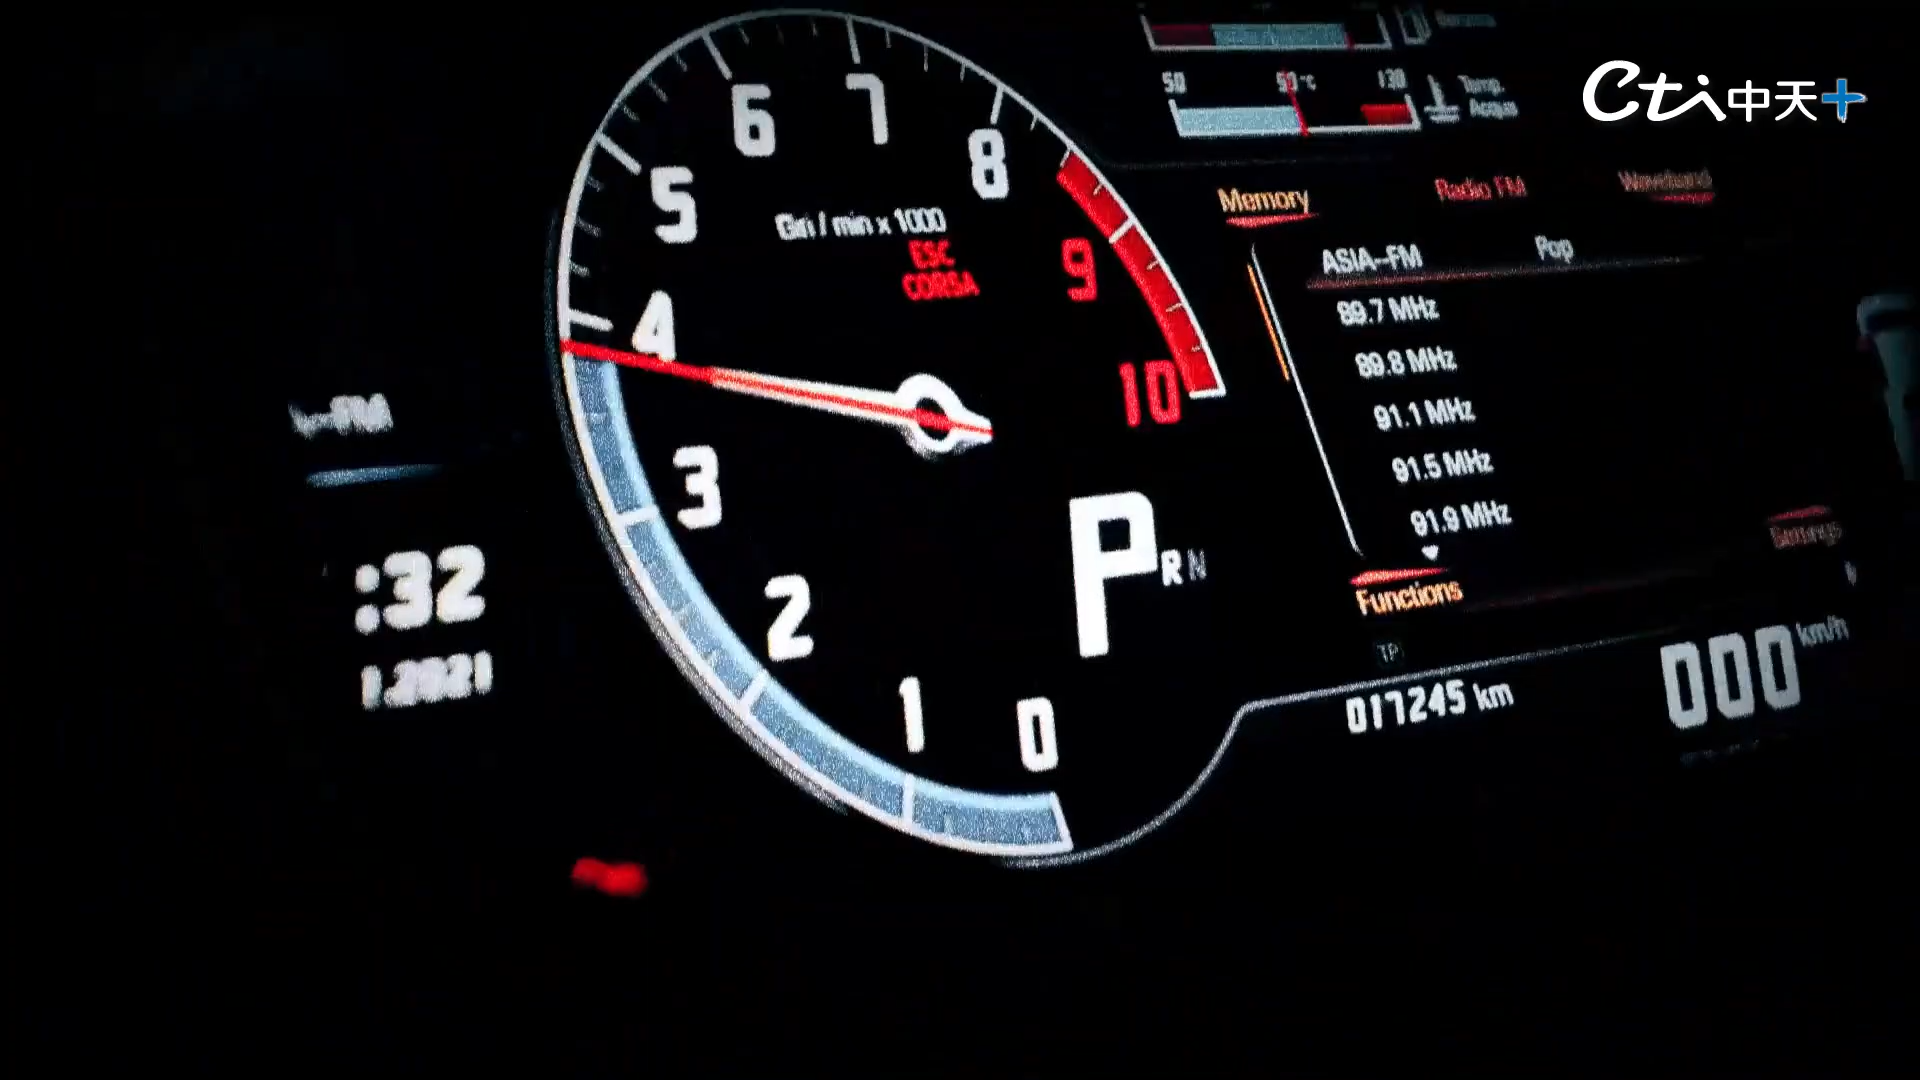 Cti中天+
50
130
Temp.
Acqua
6
7
8
5
Giri / min x 1000
ESC
CORSA
9
4
10
3
2
1
0
P R N
Memory
Radio FM
Waveband
ASIA-FM
Pop
89.7 MHz
89.8 MHz
91.1 MHz
91.5 MHz
91.9 MHz
Functions
Settings
TP
017245 km
000 km/h
:32